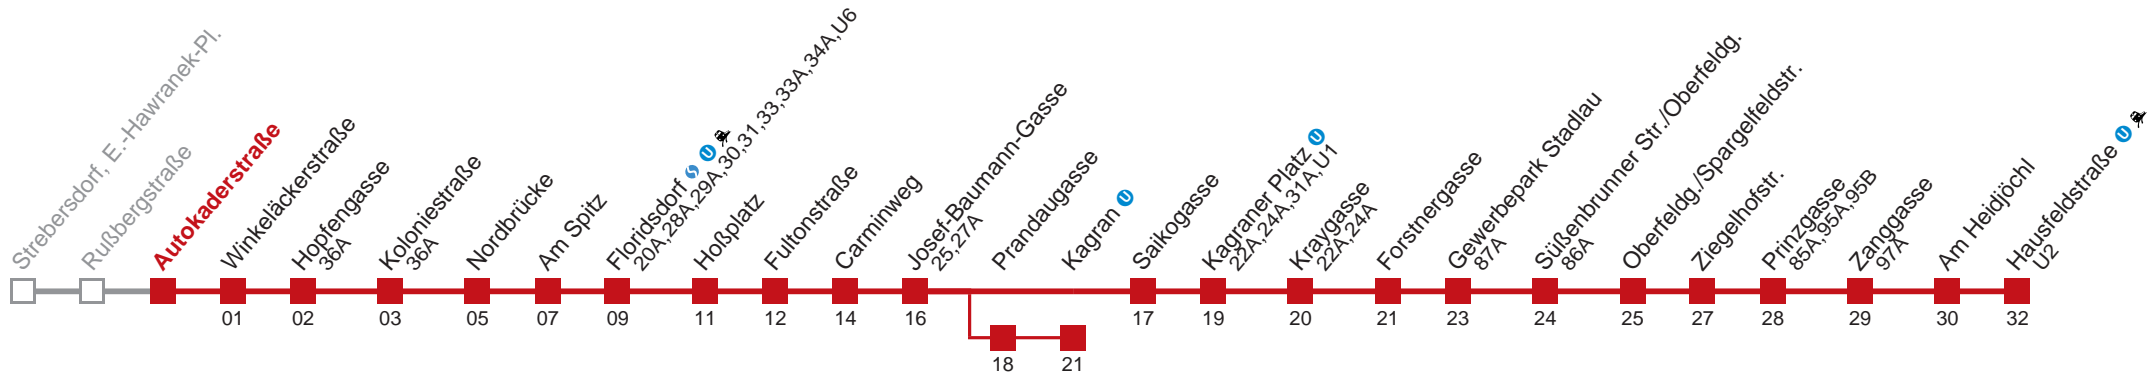 Strebersdorf, E.-Hawranek-Pl.
Rußbergstraße
Autokaderstraße
Winkeläckerstraße
Hopfengasse
36A
Koloniestraße
36A
Nordbrücke
Am Spitz
Floridsdorf S U
20A,28A,29A,30,31,33,33A,34A,U6
Hoßplatz
Fultonstraße
Carminweg
Josef-Baumann-Gasse
25,27A
Prandaugasse
Kagran U
Saikogasse
Kagraner Platz U
22A,24A,31A,U1
Kraygasse
22A,24A
Forstnergasse
Gewerbepark Stadlau
87A
Süßenbrunner Str./Oberfeldg.
86A
Oberfeldg./Spargelfeldstr.
Ziegelhofstr.
Prinzgasse
85A,95A,95B
Zanggasse
97A
Am Heidjöchl
Hausfeldstraße U
U2
01 02 03 05 07 09 11 12 14 16 17 19 20 21 23 24 25 27 28 29 30 32
18 21